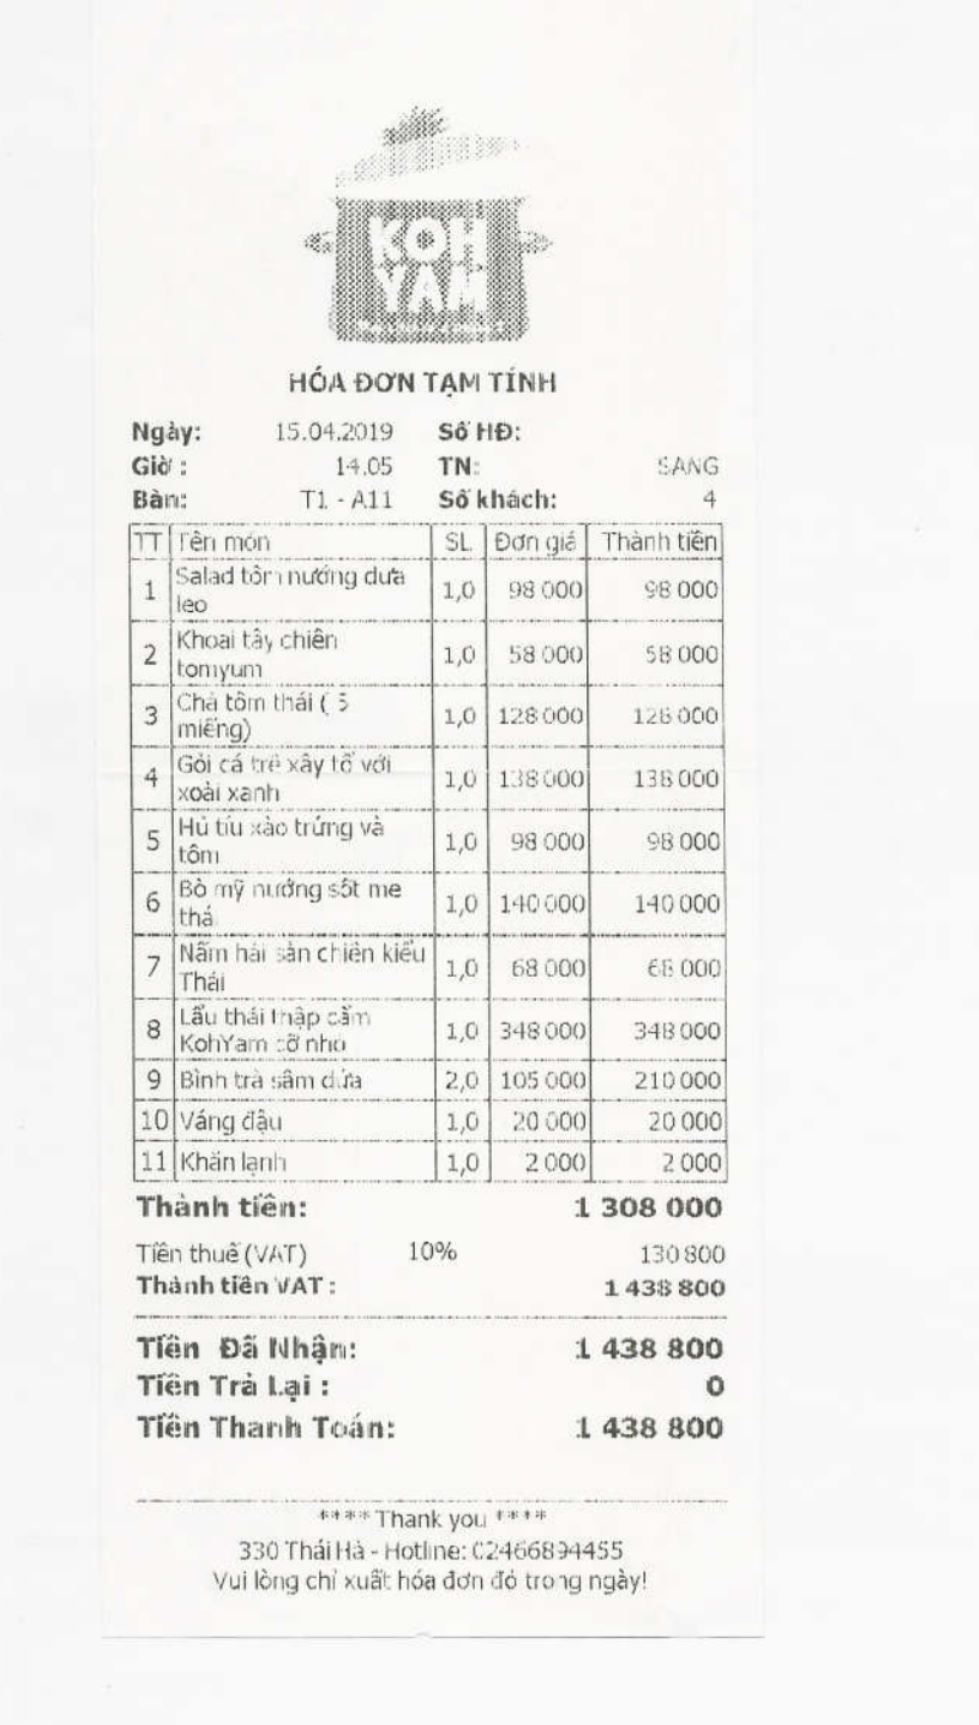 KOH
YAM
HÓA ĐƠN TẠM TÍNH
Ngày: 15.04.2019 Số HĐ:
Giờ : 14.05 TN: SANG
Bàn: T1 - A11 Số khách: 4
TT Tên món SL Đơn giá Thành tiền
1 Salad tôm nướng dưa
leo 1,0 98 000 98 000
2 Khoai tây chiên
tomyum 1,0 58 000 58 000
3 Chả tôm thái ( 5
miếng) 1,0 128 000 128 000
4 Gỏi cá trê xây tổ với
xoài xanh 1,0 138 000 138 000
5 Hủ tíu xào trứng và
tôm 1,0 98 000 98 000
6 Bò mỹ nướng sốt me
thá 1,0 140 000 140 000
7 Nấm hải sản chiên kiểu
Thái 1,0 68 000 68 000
8 Lẩu thái thập cẩm
KohYam cỡ nhỏ 1,0 348 000 348 000
9 Bình trà sâm dứa 2,0 105 000 210 000
10 Váng đậu 1,0 20 000 20 000
11 Khăn lạnh 1,0 2 000 2 000
Thành tiền: 1 308 000
Tiền thuế (VAT) 10% 130 800
Thành tiền VAT : 1 438 800
Tiền Đã Nhận: 1 438 800
Tiền Trả Lại : 0
Tiền Thanh Toán: 1 438 800
**** Thank you ****
330 Thái Hà - Hotline: 02466894455
Vui lòng chỉ xuất hóa đơn đỏ trong ngày!